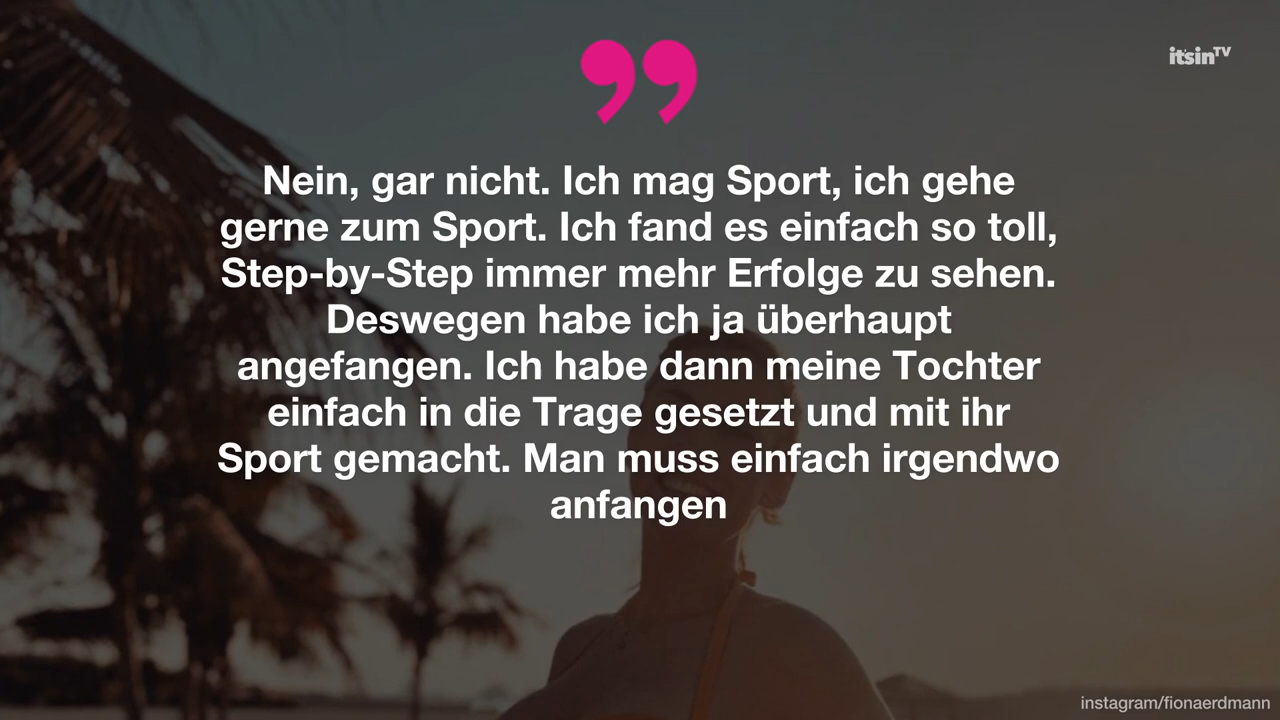 itsinTV
Nein, gar nicht. Ich mag Sport, ich gehe
gerne zum Sport. Ich fand es einfach so toll,
Step-by-Step immer mehr Erfolge zu sehen.
Deswegen habe ich ja überhaupt
angefangen. Ich habe dann meine Tochter
einfach in die Trage gesetzt und mit ihr
Sport gemacht. Man muss einfach irgendwo
anfangen
instagram/fionaerdmann